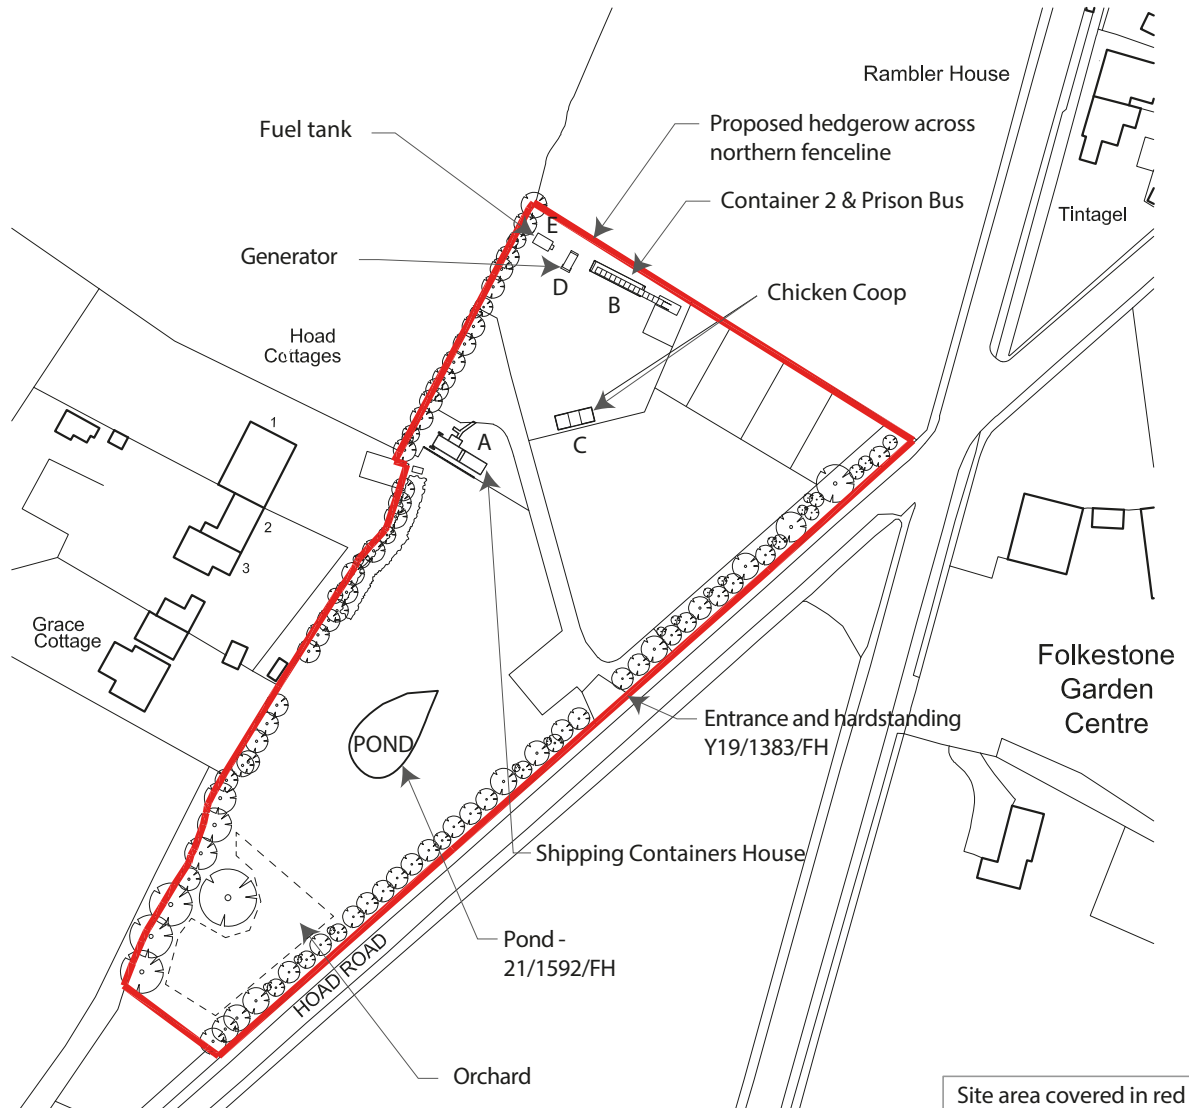 Rambler House
Fuel tank
Proposed hedgerow across
northern fenceline
Container 2 & Prison Bus
Tintagel
E
Generator
D
B
Chicken Coop
Hoad
Cottages
1
A
C
2
3
Grace
Cottage
Folkestone
Garden
Centre
Entrance and hardstanding
Y19/1383/FH
POND
Shipping Containers House
Pond -
21/1592/FH
HOAD ROAD
Orchard
Site area covered in red